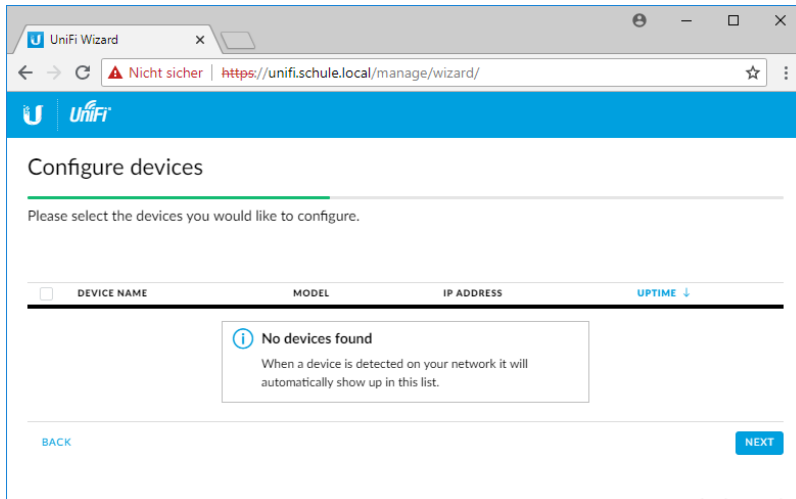 UniFi Wizard
Nicht sicher | https://unifi.schule.local/manage/wizard/
UniFi
Configure devices
Please select the devices you would like to configure.
DEVICE NAME MODEL IP ADDRESS UPTIME ↓
No devices found
When a device is detected on your network it will
automatically show up in this list.
BACK NEXT